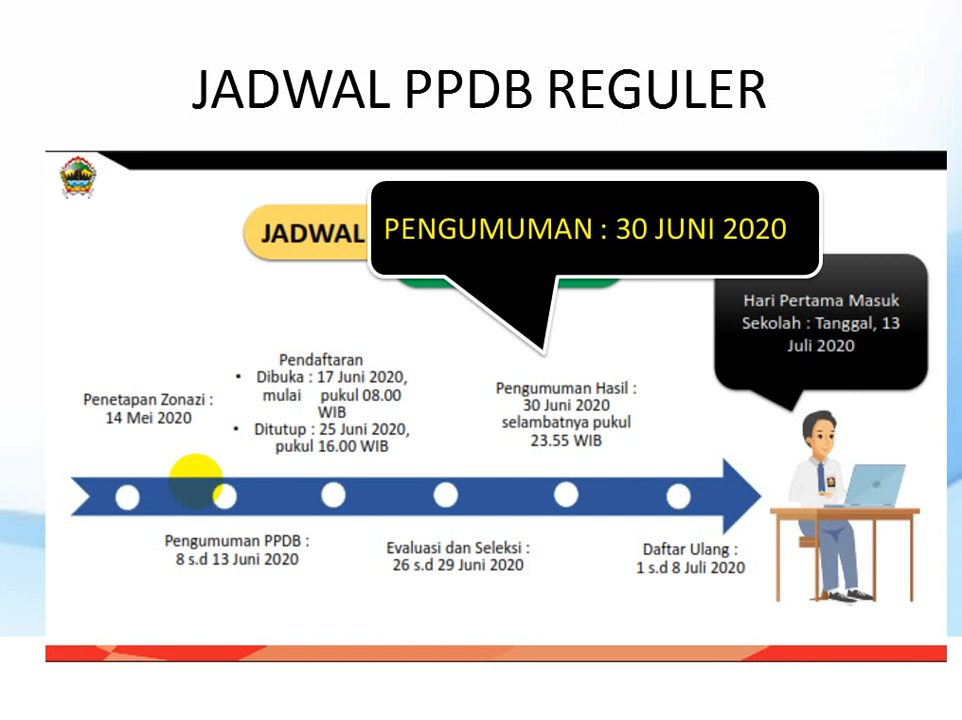 JADWAL PPDB REGULER
JADWAL
PENGUMUMAN : 30 JUNI 2020
Hari Pertama Masuk
Sekolah : Tanggal, 13
Juli 2020
Penetapan Zonazi :
14 Mei 2020
Pendaftaran
• Dibuka : 17 Juni 2020,
mulai pukul 08.00
WIB
• Ditutup : 25 Juni 2020,
pukul 16.00 WIB
Pengumuman Hasil :
30 Juni 2020
selambatnya pukul
23.55 WIB
Pengumuman PPDB :
8 s.d 13 Juni 2020
Evaluasi dan Seleksi :
26 s.d 29 Juni 2020
Daftar Ulang :
1 s.d 8 Juli 2020